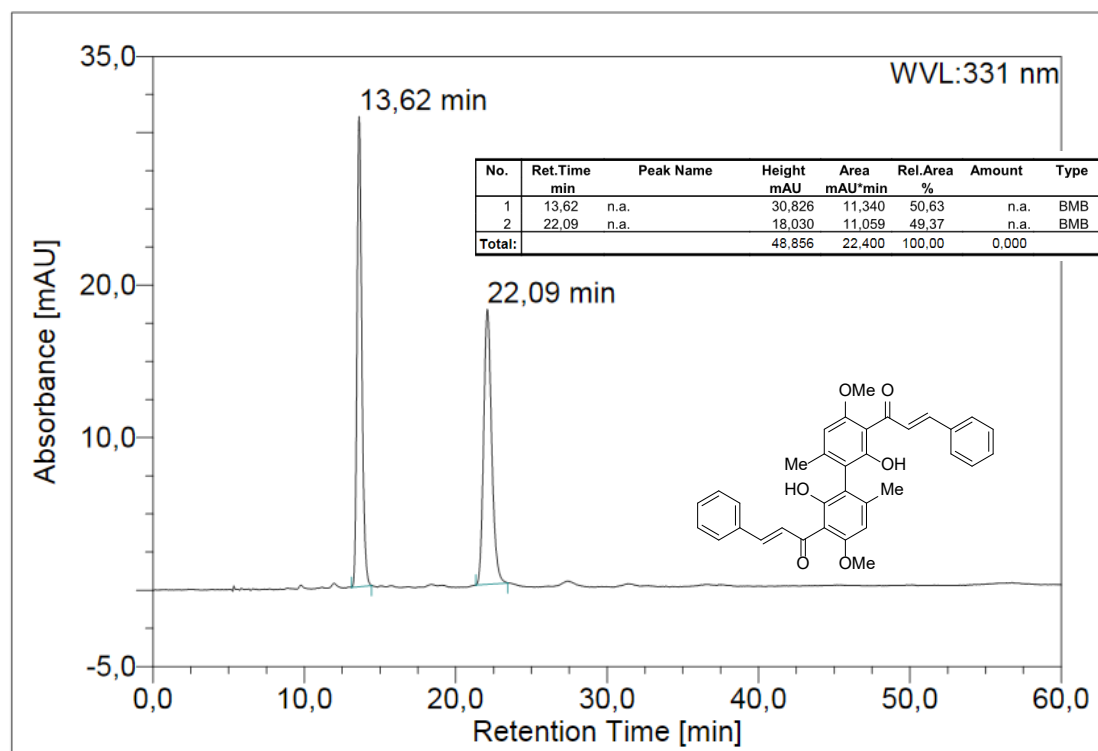 35,0
WVL:331 nm
13,62 min
No. Ret.Time Peak Name Height Area Rel.Area Amount Type
min mAU mAU*min %
1 13,62 n.a. 30,826 11,340 50,63 n.a. BMB
2 22,09 n.a. 18,030 11,059 49,37 n.a. BMB
Total: 48,856 22,400 100,00 0,000
20,0
22,09 min
Absorbance [mAU]
10,0
OMe O
Me OH
HO Me
O OMe
-5,0
0,0 10,0 20,0 30,0 40,0 50,0 60,0
Retention Time [min]